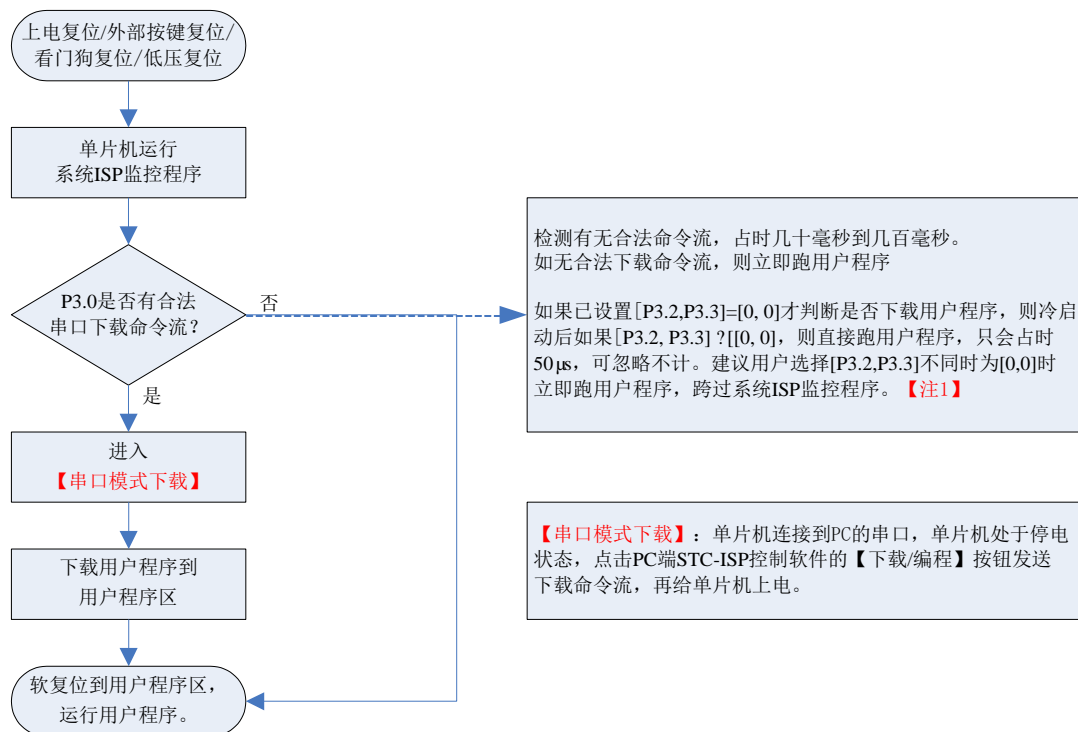 上电复位/外部按键复位/
看门狗复位/低压复位
单片机运行
系统ISP监控程序
P3.0是否有合法
串口下载命令流？
否
是
进入
【串口模式下载】
下载用户程序到
用户程序区
软复位到用户程序区，
运行用户程序。
检测有无合法命令流，占时几十毫秒到几百毫秒。
如无合法下载命令流，则立即跑用户程序
如果已设置[P3.2,P3.3]=[0, 0]才判断是否下载用户程序，则冷启
动后如果[P3.2, P3.3] ?[[0, 0]，则直接跑用户程序，只会占时
50μs，可忽略不计。建议用户选择[P3.2,P3.3]不同时为[0,0]时
立即跑用户程序，跨过系统ISP监控程序。【注1】
【串口模式下载】：单片机连接到PC的串口，单片机处于停电
状态，点击PC端STC-ISP控制软件的【下载/编程】按钮发送
下载命令流，再给单片机上电。